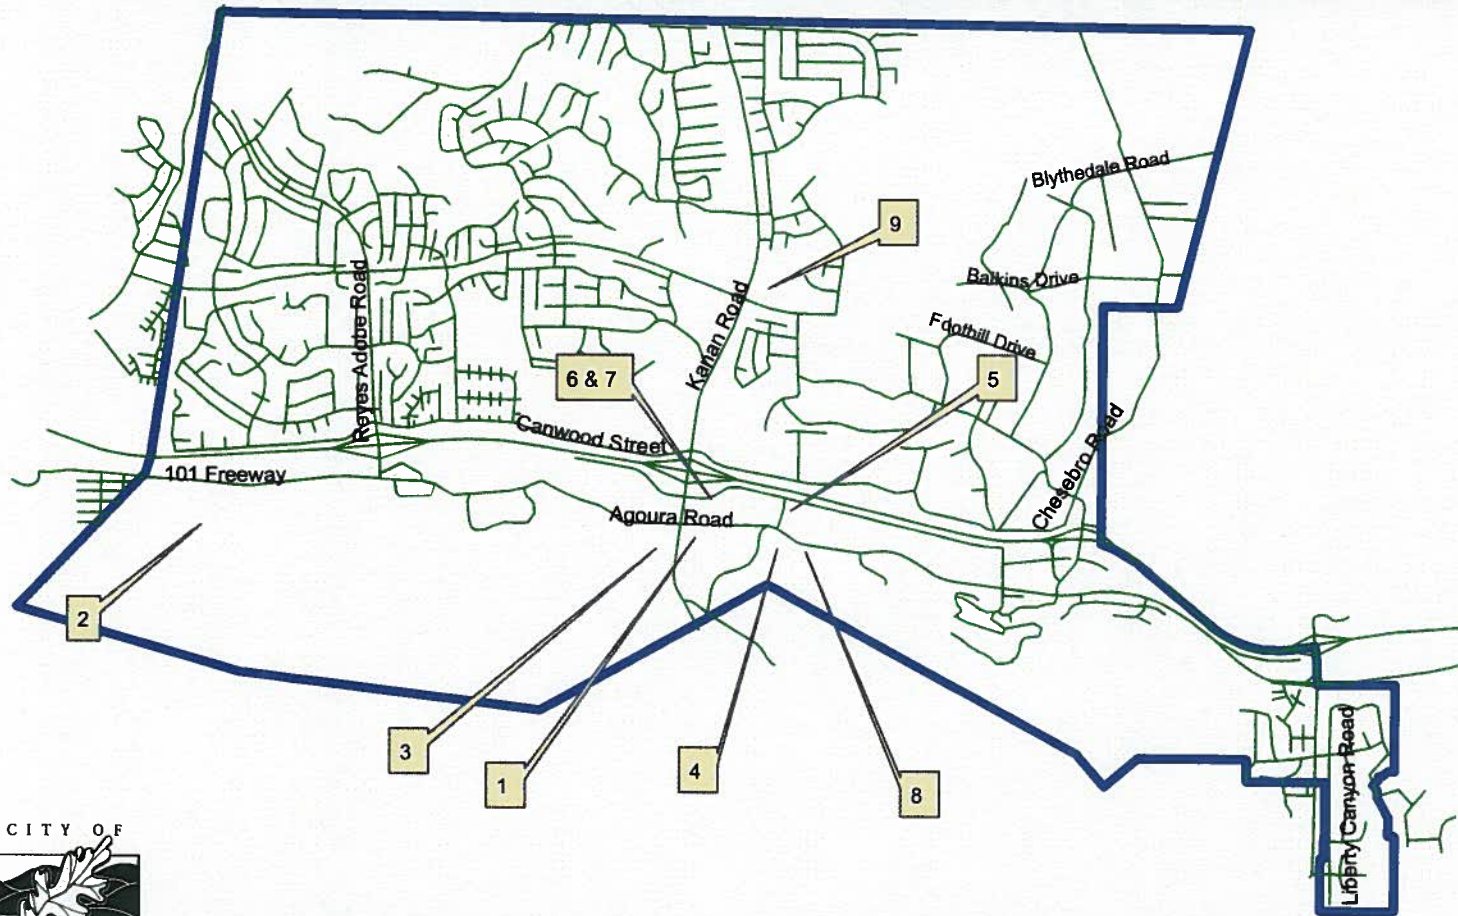 Blythedale Road
9
Balkins Drive
Reyes Adobe Road
Kanan Road
Foothill Drive
6 & 7
5
Canwood Street
Chesebro Road
101 Freeway
Agoura Road
2
3
1
4
8
Liberty Canyon Road
CITY OF